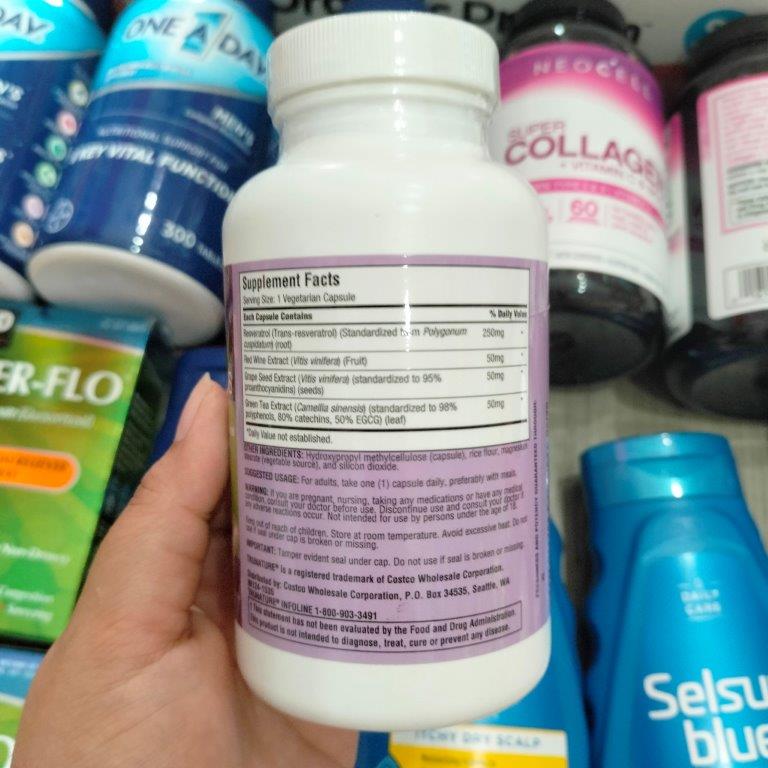 ONE A DAY
MEN'S
NUTRITIONAL SUPPORT FOR
KEY VITAL FUNCTIO
300 TABL
NEOCELL
SUPER
COLLAGEN
60
ER-FLO
Supplement Facts
Serving Size: 1 Vegetarian Capsule
Each Capsule Contains % Daily Value
Resveratrol (Trans-resveratrol) (Standardized from Polygonum 250mg *
cuspidatum) (root)
Red Wine Extract (Vitis vinifera) (Fruit) 50mg *
Grape Seed Extract (Vitis vinifera) (standardized to 95% 50mg *
proanthocyanidins) (seeds)
Green Tea Extract (Camellia sinensis) (standardized to 98% 50mg *
polyphenols, 80% catechins, 50% EGCG) (leaf)
*Daily Value not established.
OTHER INGREDIENTS: Hydroxypropyl methylcellulose (capsule), rice flour, magnesium
stearate (vegetable source), and silicon dioxide.
SUGGESTED USAGE: For adults, take one (1) capsule daily, preferably with meals.
WARNING: If you are pregnant, nursing, taking any medications or have any medical
condition, consult your doctor before use. Discontinue use and consult your doctor if
any adverse reactions occur. Not intended for use by persons under the age of 18.
Keep out of reach of children. Store at room temperature. Avoid excessive heat. Do not
use if seal under cap is broken or missing.
IMPORTANT: Tamper evident seal under cap. Do not use if seal is broken or missing.
TRUNATURE® is a registered trademark of Costco Wholesale Corporation.
Distributed by: Costco Wholesale Corporation, P.O. Box 34535, Seattle, WA
98124-1535
TRUNATURE® INFOLINE 1-800-903-3491
† This statement has not been evaluated by the Food and Drug Administration.
This product is not intended to diagnose, treat, cure or prevent any disease.
DAILY
CARE
Selsu
blue
ITCHY DRY SCALP